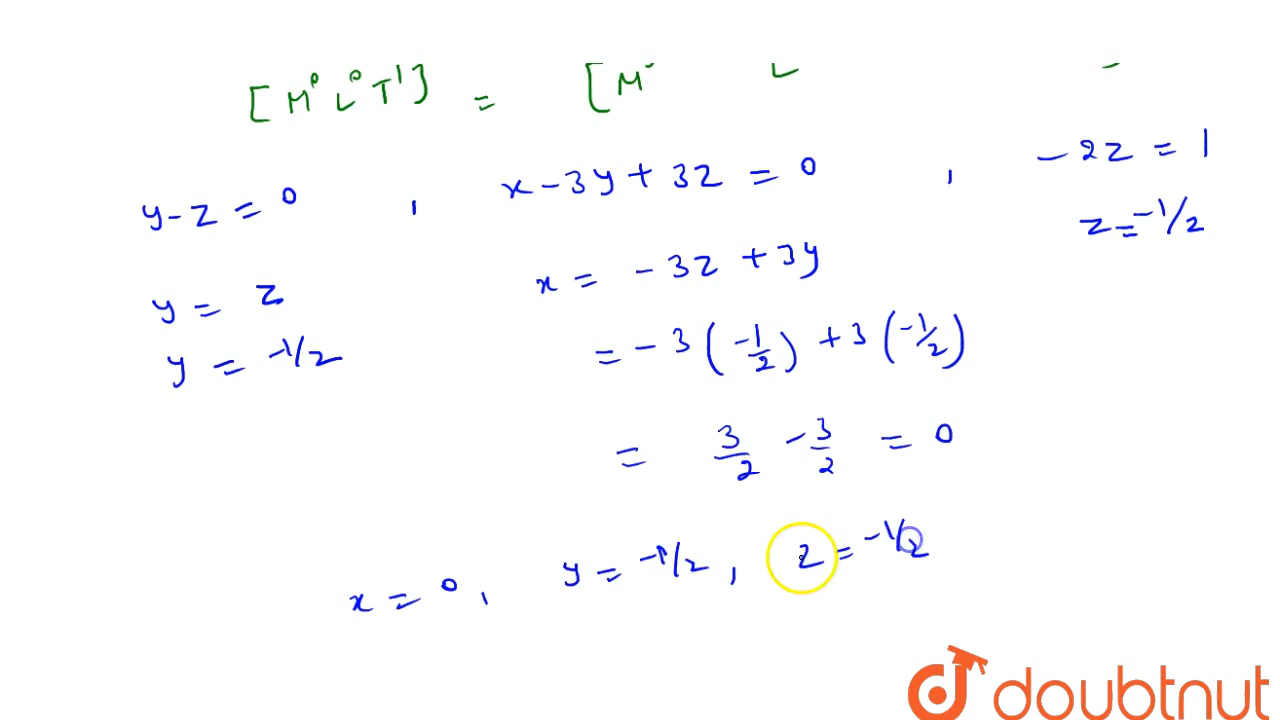 [M⁰ L⁰ T¹] = [M L
y - z = 0 , x - 3y + 3z = 0 , - 2z = 1
z = -1/2
y = z x = - 3z + 3y
y = -1/2 = - 3 (-1/2) + 3 (-1/2)
= 3/2 - 3/2 = 0
x = 0 , y = -1/2 , z = -1/2
doubtnut